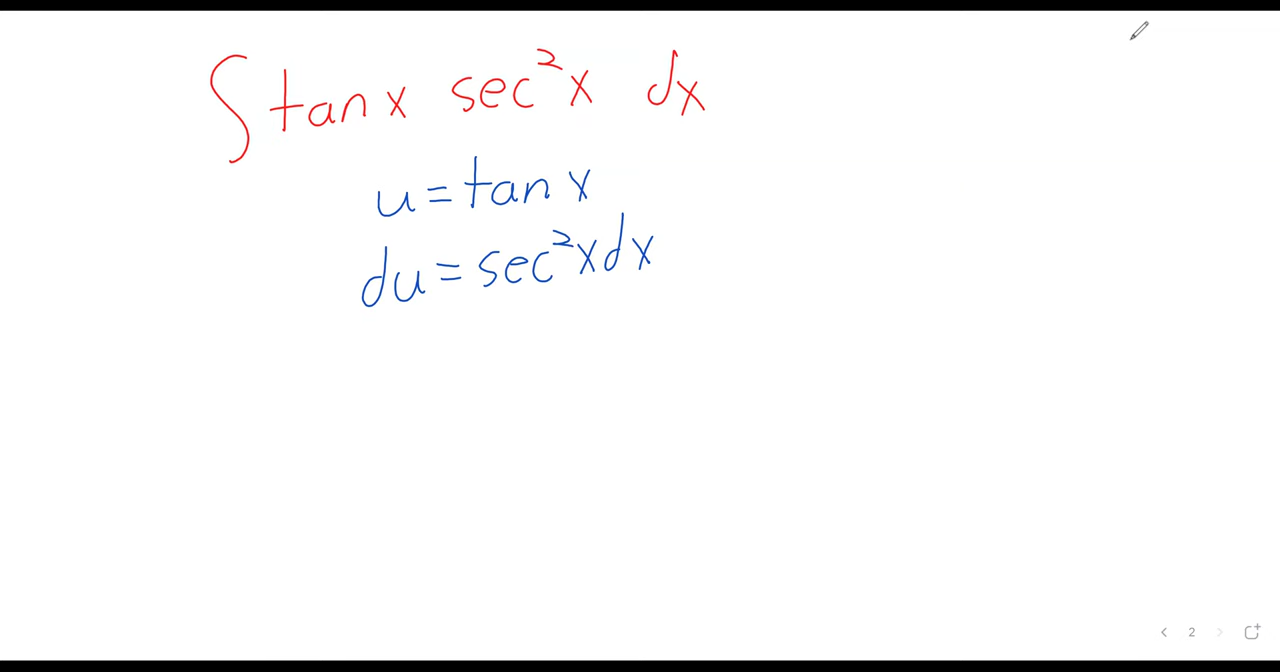 ∫ tan x sec²x dx
u = tan x
du = sec²x dx
2